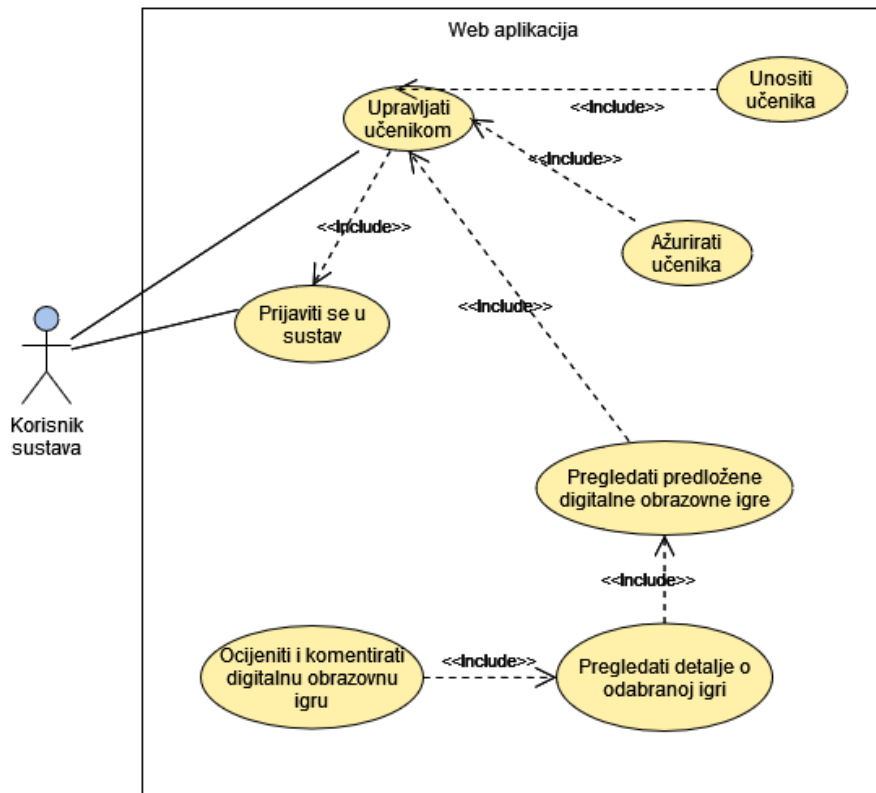 Web aplikacija
Unositi
učenika
Upravljati
učenikom
<<Include>>
<<Include>>
<<Include>>
Ažurirati
učenika
<<Include>>
Prijaviti se u
sustav
Korisnik
sustava
Pregledati predložene
digitalne obrazovne igre
<<Include>>
Ocijeniti i komentirati
digitalnu obrazovnu
igru
<<Include>>
Pregledati detalje o
odabranoj igri